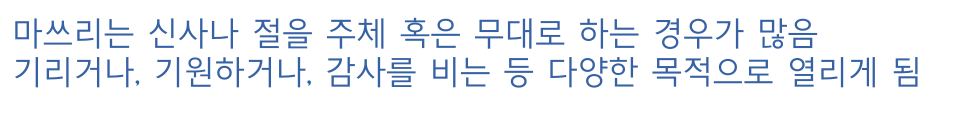 마쓰리는 신사나 절을 주체 혹은 무대로 하는 경우가 많음
기리거나, 기원하거나, 감사를 비는 등 다양한 목적으로 열리게 됨